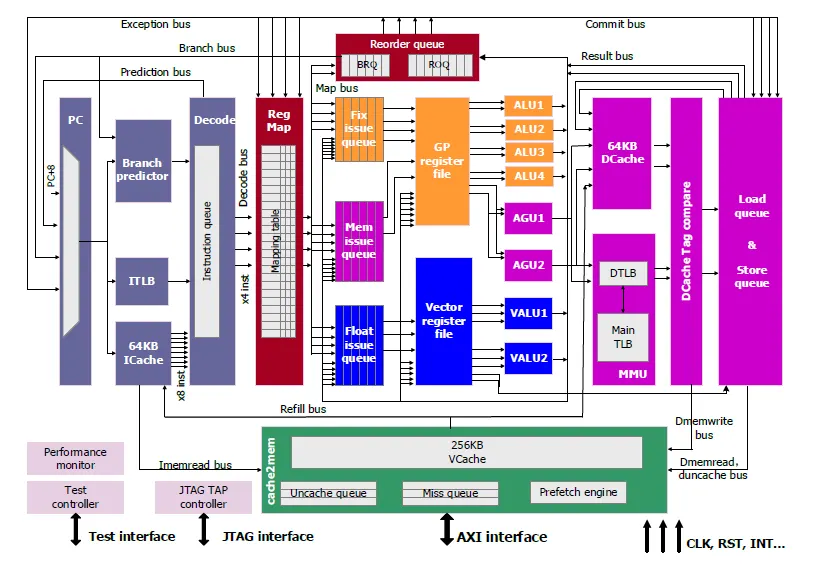 Exception bus
Commit bus
Branch bus
Reorder queue
Result bus
BRQ
ROQ
Prediction bus
Map bus
PC
Decode
Reg
Map
Fix
issue
queue
GP
register
file
ALU1
ALU2
ALU3
ALU4
64KB
DCache
Branch
predictor
PC+8
Instruction queue
Decode bus
x4 inst
Mapping table
Mem
issue
queue
AGU1
AGU2
DCache Tag compare
Load
queue
&
Store
queue
ITLB
DTLB
Main
TLB
MMU
64KB
ICache
x8 inst
Float
issue
queue
Vector
register
file
VALU1
VALU2
Refill bus
Dmemwrite
bus
Performance
monitor
Imemread bus
cache2mem
256KB
VCache
Dmemread,
duncache bus
Test
controller
JTAG TAP
controller
Uncache queue
Miss queue
Prefetch engine
Test interface
JTAG interface
AXI interface
CLK, RST, INT...